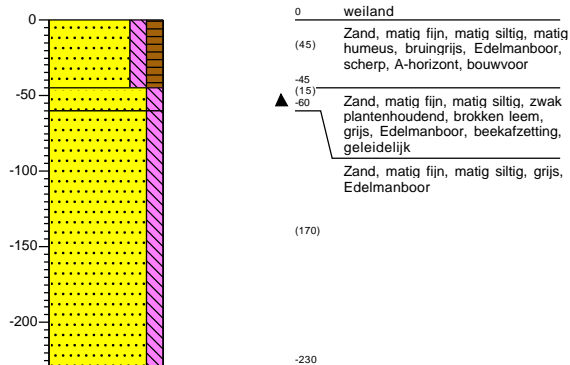 0
-50
-100
-150
-200
0 weiland
(45)
Zand, matig fijn, matig siltig, matig
humeus, bruingrijs, Edelmanboor,
scherp, A-horizont, bouwvoor
-45
(15)
-60
Zand, matig fijn, matig siltig, zwak
plantenhoudend, brokken leem,
grijs, Edelmanboor, beekafzetting,
geleidelijk
Zand, matig fijn, matig siltig, grijs,
Edelmanboor
(170)
-230